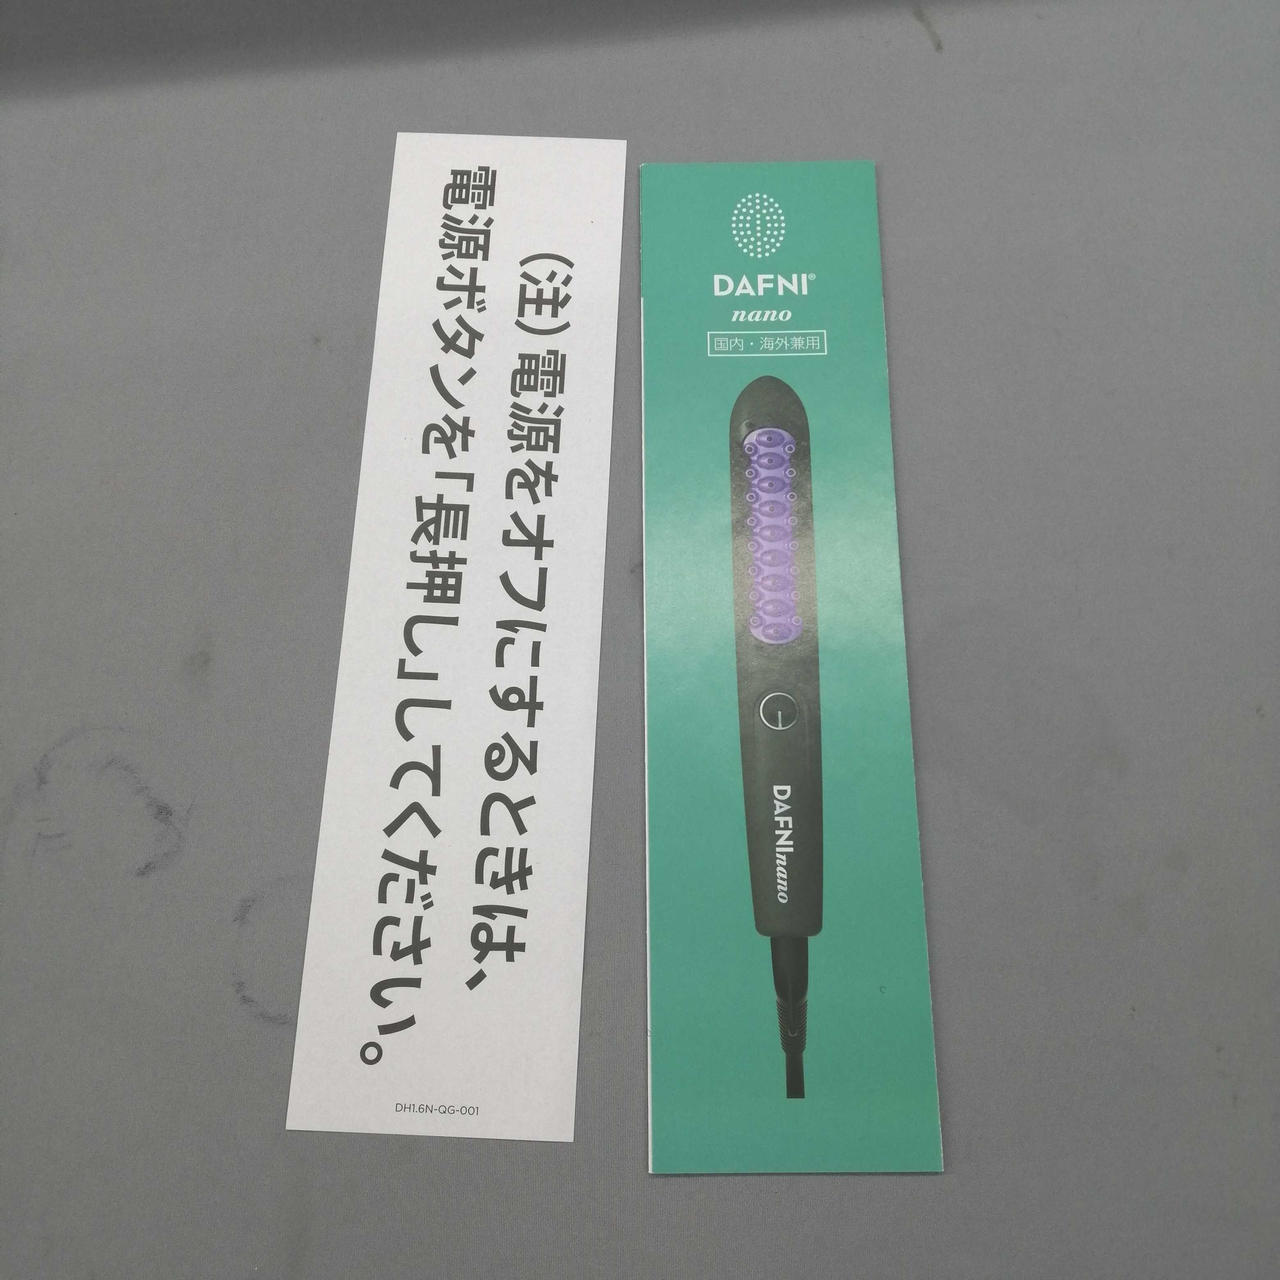 （注）電源をオフにするときは、
電源ボタンを「長押し」してください。
DH1.6N-QG-001
DAFNI®
nano
国内・海外兼用
DAFNInano